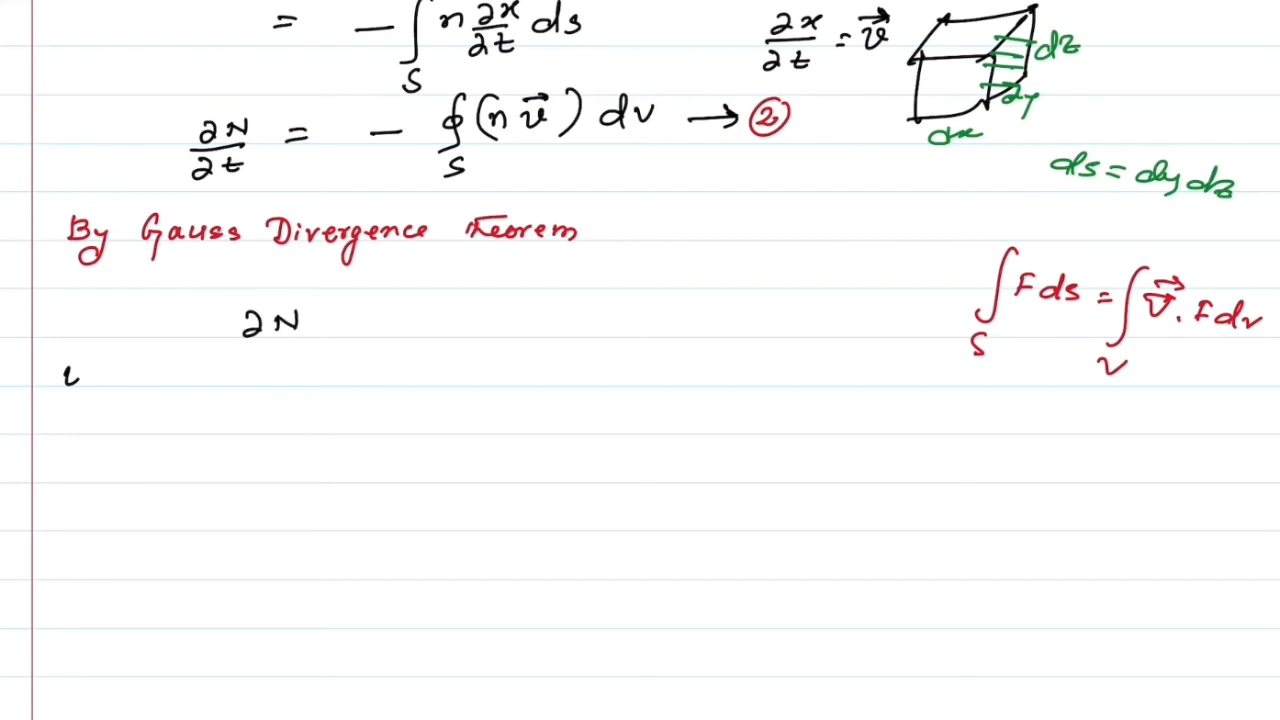 = - ∫ n ∂x/∂t ds
S
∂x/∂t = v⃗
dz
dy
dx
ds = dy dz
∂N/∂t = - ∮ (n v⃗) dv → ②
S
By Gauss Divergence theorem
∫ F ds = ∫ ∇⃗ . F dv
S V
∂N